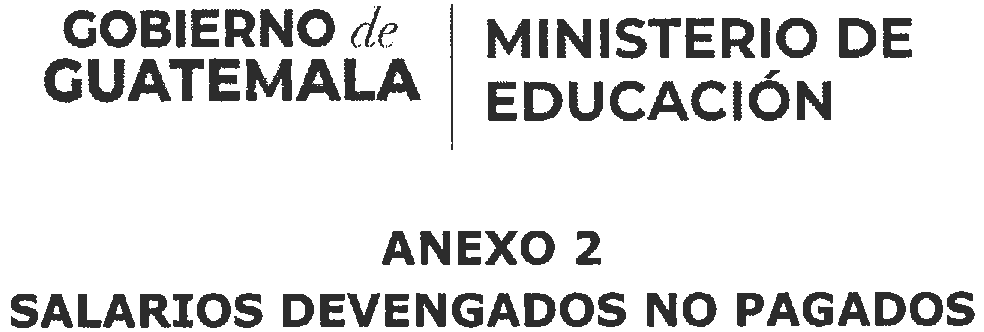 GOBIERNO de
GUATEMALA
MINISTERIO DE
EDUCACIÓN
ANEXO 2
SALARIOS DEVENGADOS NO PAGADOS